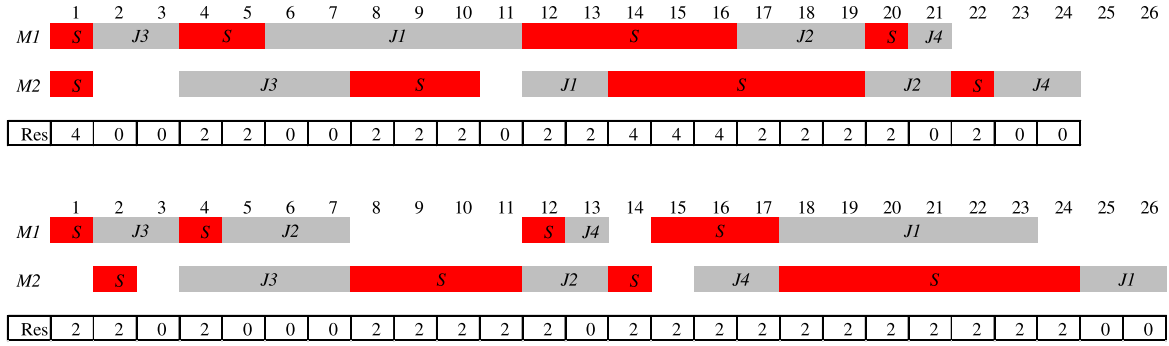 1 2 3 4 5 6 7 8 9 10 11 12 13 14 15 16 17 18 19 20 21 22 23 24 25 26
M1 S J3 S J1 S J2 S J4
M2 S J3 S J1 S J2 S J4
Res 4 0 0 2 2 0 0 2 2 2 0 2 2 4 4 4 2 2 2 2 0 2 0 0
1 2 3 4 5 6 7 8 9 10 11 12 13 14 15 16 17 18 19 20 21 22 23 24 25 26
M1 S J3 S J2 S J4 S J1
M2 S J3 S J2 S J4 S J1
Res 2 2 0 2 0 0 0 2 2 2 2 2 0 2 2 2 2 2 2 2 2 2 2 2 0 0